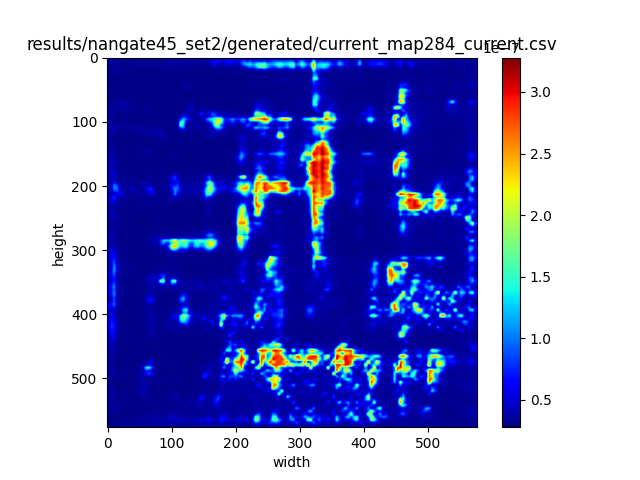 results/nangate45_set2/generated/current_map284_current.csv
1e−7
0
100
200
300
400
500
height
0 100 200 300 400 500
width
3.0
2.5
2.0
1.5
1.0
0.5